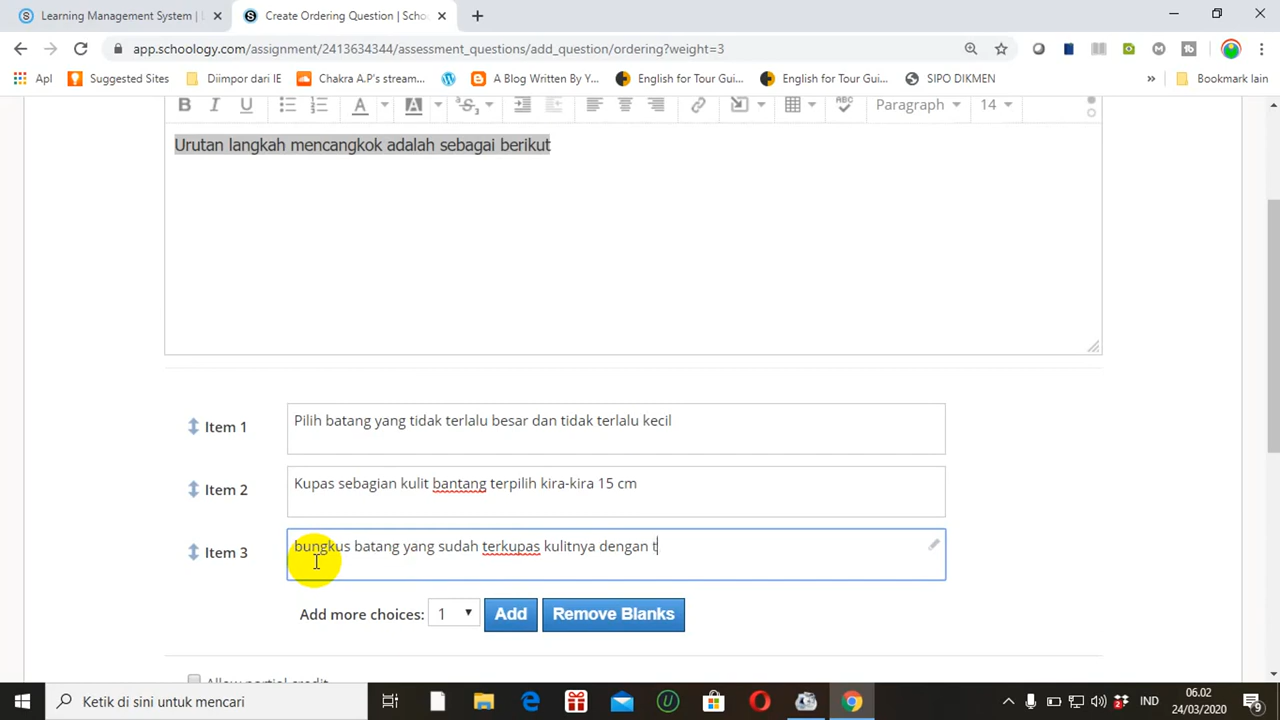 Learning Management System |
Create Ordering Question | Schoo
app.schoology.com/assignment/2413634344/assessment_questions/add_question/ordering?weight=3
Apl
Suggested Sites
Diimpor dari IE
Chakra A.P's stream...
A Blog Written By Y...
English for Tour Gui...
English for Tour Gui...
SIPO DIKMEN
»
Bookmark lain
B I U A A S Paragraph 14
Urutan langkah mencangkok adalah sebagai berikut
Item 1 Pilih batang yang tidak terlalu besar dan tidak terlalu kecil
Item 2 Kupas sebagian kulit bantang terpilih kira-kira 15 cm
Item 3 bungkus batang yang sudah terkupas kulitnya dengan t
Add more choices: 1 Add Remove Blanks
Allow partial credit
Ketik di sini untuk mencari
IND
06.02
24/03/2020
9